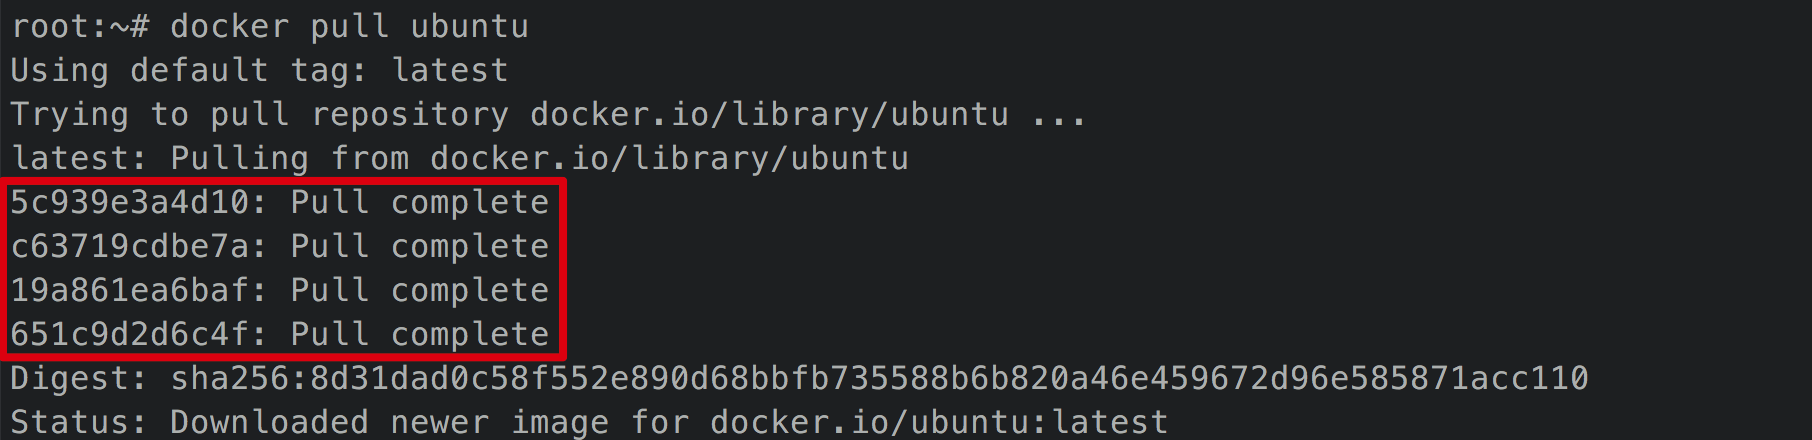 root:~# docker pull ubuntu
Using default tag: latest
Trying to pull repository docker.io/library/ubuntu ...
latest: Pulling from docker.io/library/ubuntu
5c939e3a4d10: Pull complete
c63719cdbe7a: Pull complete
19a861ea6baf: Pull complete
651c9d2d6c4f: Pull complete
Digest: sha256:8d31dad0c58f552e890d68bbfb735588b6b820a46e459672d96e585871acc110
Status: Downloaded newer image for docker.io/ubuntu:latest